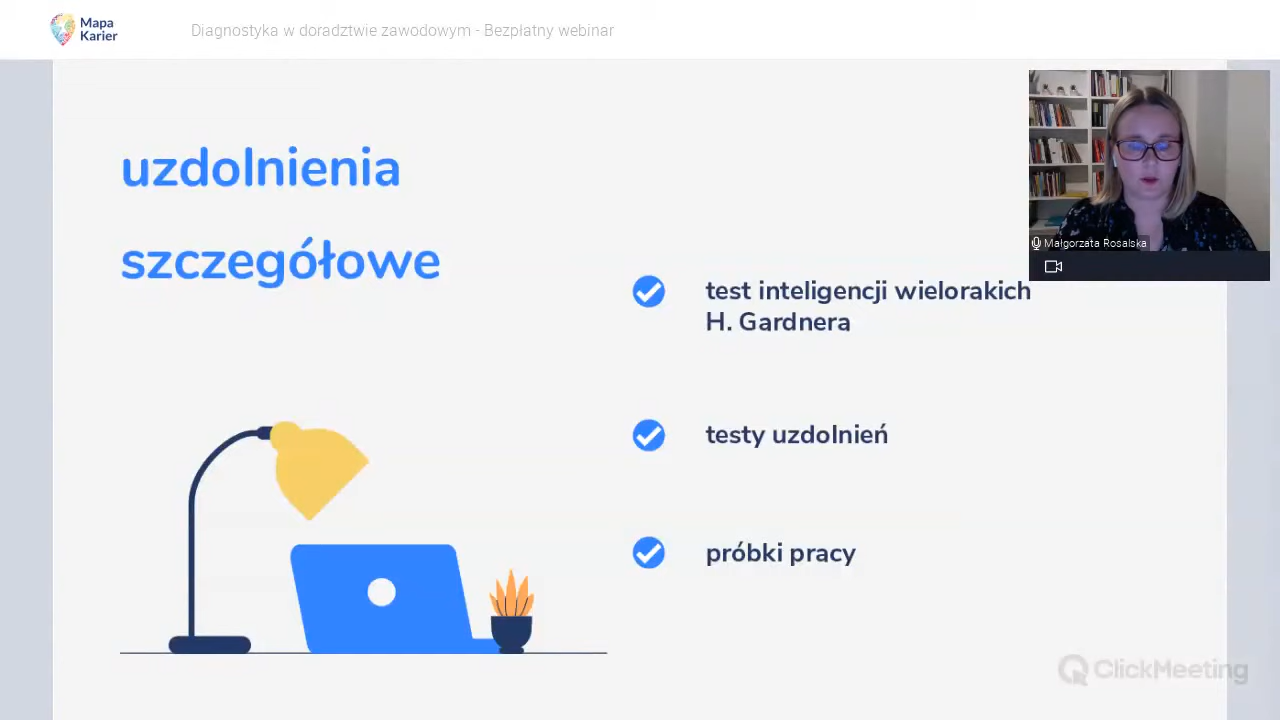 Mapa
Karier
Diagnostyka w doradztwie zawodowym - Bezpłatny webinar
uzdolnienia
szczegółowe
Małgorzata Rosalska
test inteligencji wielorakich
H. Gardnera
testy uzdolnień
próbki pracy
ClickMeeting